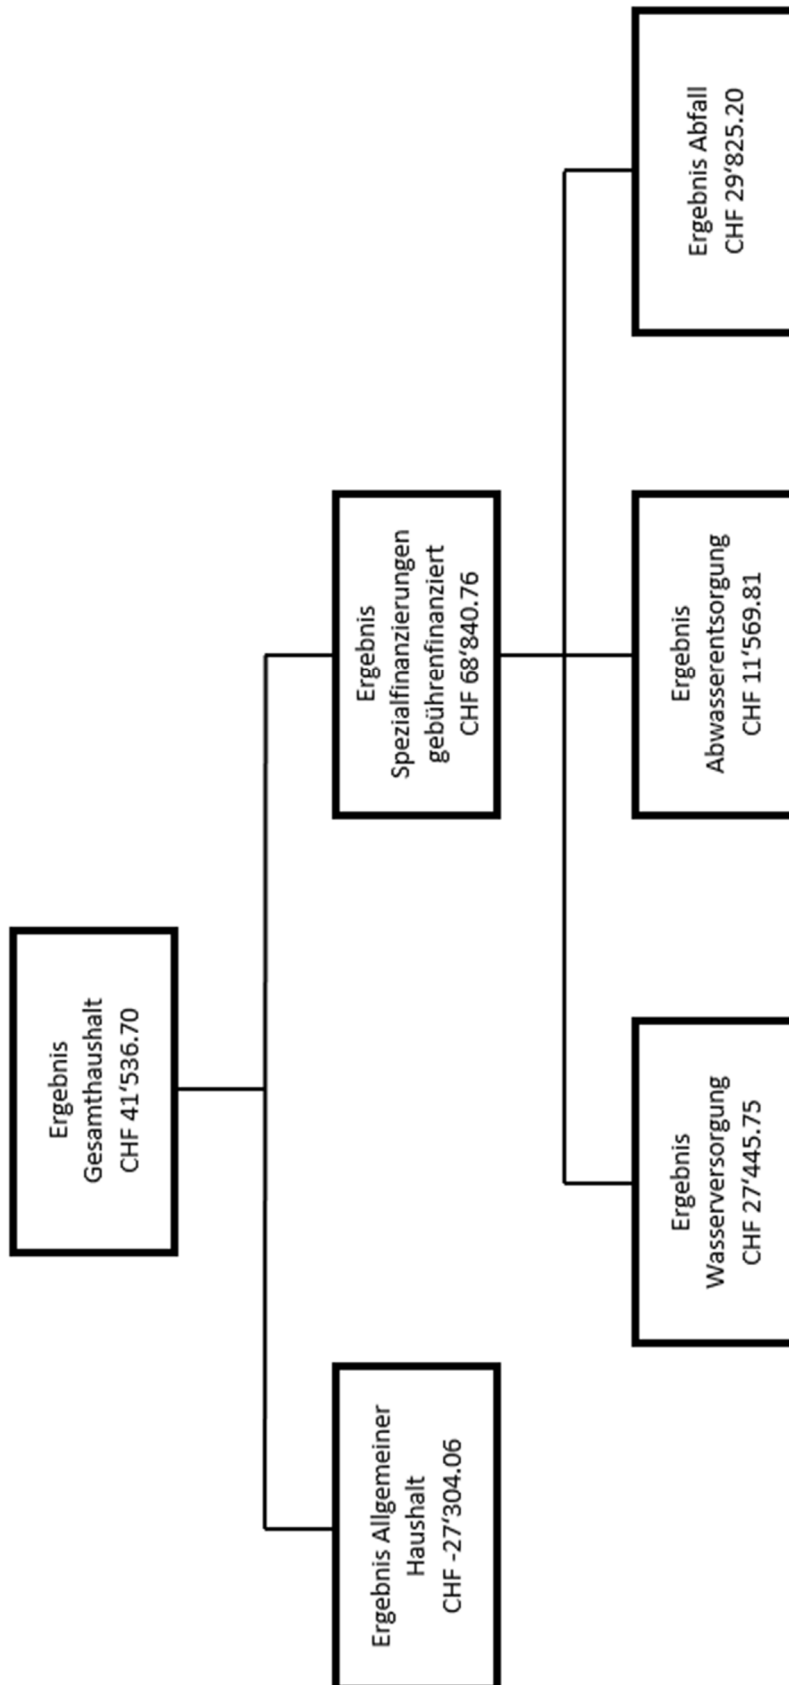 Ergebnis
Gesamthaushalt
CHF 41‘536.70
Ergebnis Allgemeiner
Haushalt
CHF -27‘304.06
Ergebnis
Spezialfinanzierungen
gebührenfinanziert
CHF 68‘840.76
Ergebnis
Wasserversorgung
CHF 27‘445.75
Ergebnis
Abwasserentsorgung
CHF 11‘569.81
Ergebnis Abfall
CHF 29‘825.20